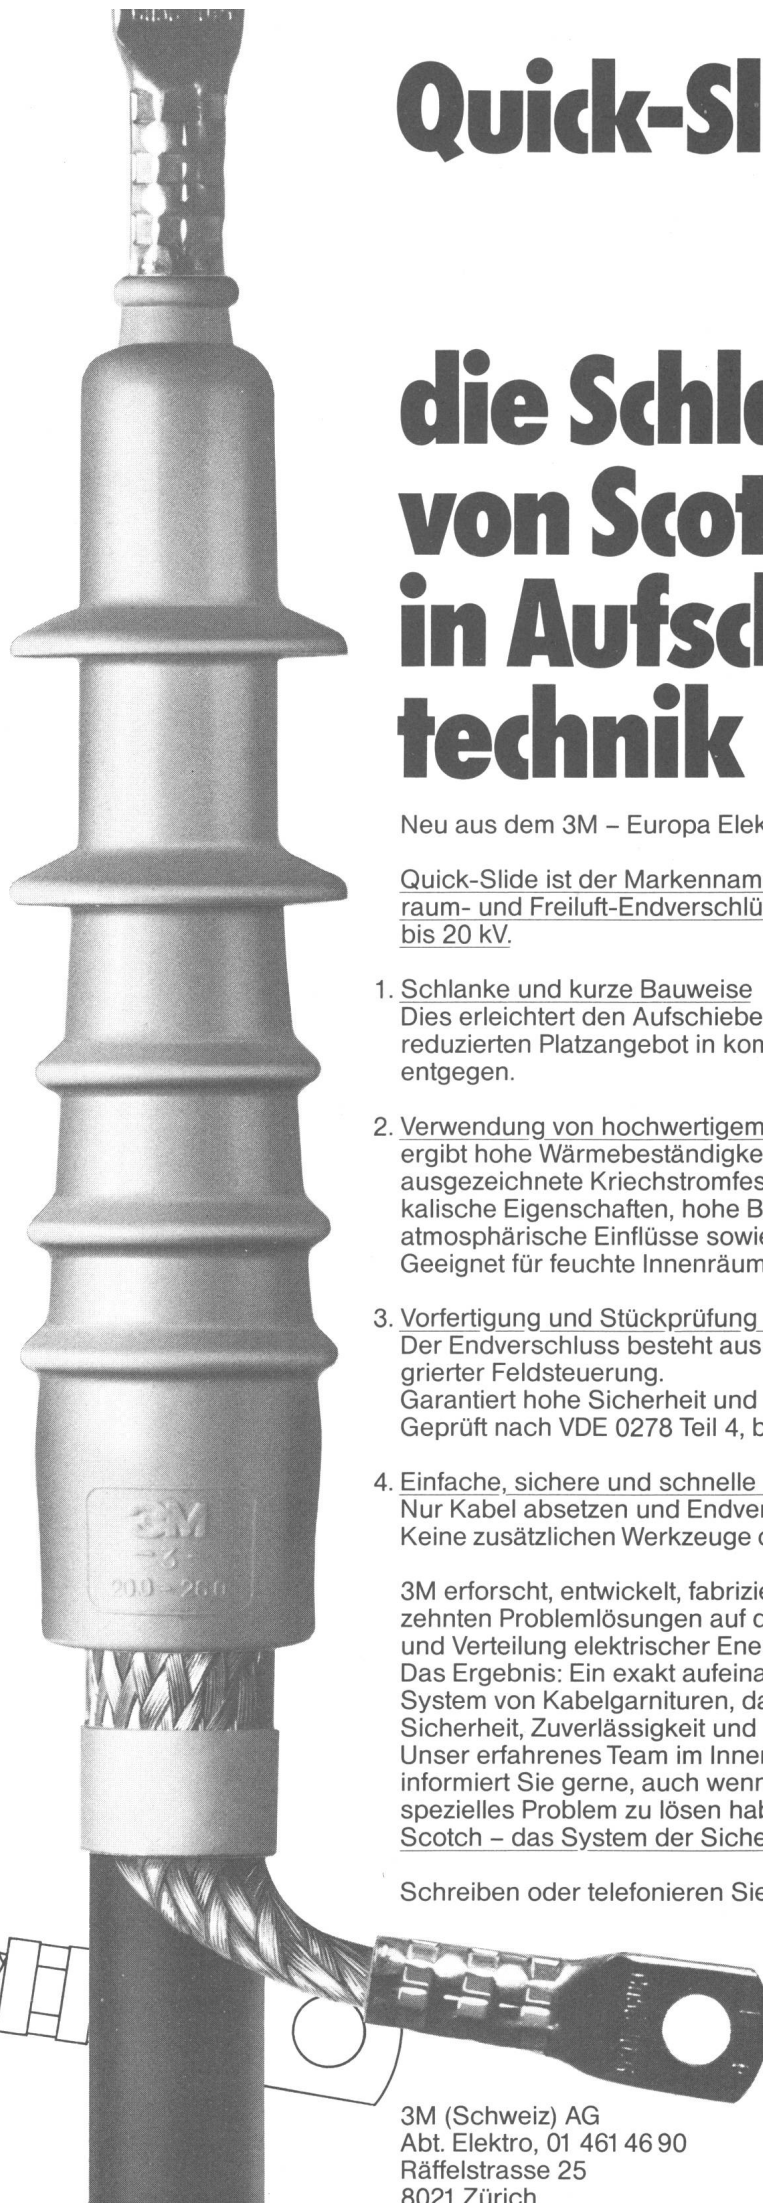 Quick-Sl
die Schl
von Scot
in Aufsc
technik
Neu aus dem 3M – Europa Elek
Quick-Slide ist der Markennam
raum- und Freiluft-Endverschlü
bis 20 kV.
1. Schlanke und kurze Bauweise
Dies erleichtert den Aufschiebe
reduzierten Platzangebot in kom
entgegen.
2. Verwendung von hochwertigem
ergibt hohe Wärmebeständigke
ausgezeichnete Kriechstromfes
kalische Eigenschaften, hohe B
atmosphärische Einflüsse sowie
Geeignet für feuchte Innenräum
3. Vorfertigung und Stückprüfung
Der Endverschluss besteht aus
grierter Feldsteuerung.
Garantiert hohe Sicherheit und
Geprüft nach VDE 0278 Teil 4, b
4. Einfache, sichere und schnelle
Nur Kabel absetzen und Endver
Keine zusätzlichen Werkzeuge o
3M erforscht, entwickelt, fabrizie
zehnten Problemlösungen auf d
und Verteilung elektrischer Ene
Das Ergebnis: Ein exakt aufeina
System von Kabelgarnituren, da
Sicherheit, Zuverlässigkeit und
Unser erfahrenes Team im Inner
informiert Sie gerne, auch wenn
spezielles Problem zu lösen hab
Scotch – das System der Siche
Schreiben oder telefonieren Sie
3M
- 3 -
20.0 - 26.0
3M (Schweiz) AG
Abt. Elektro, 01 461 46 90
Räffelstrasse 25
8021 Zürich